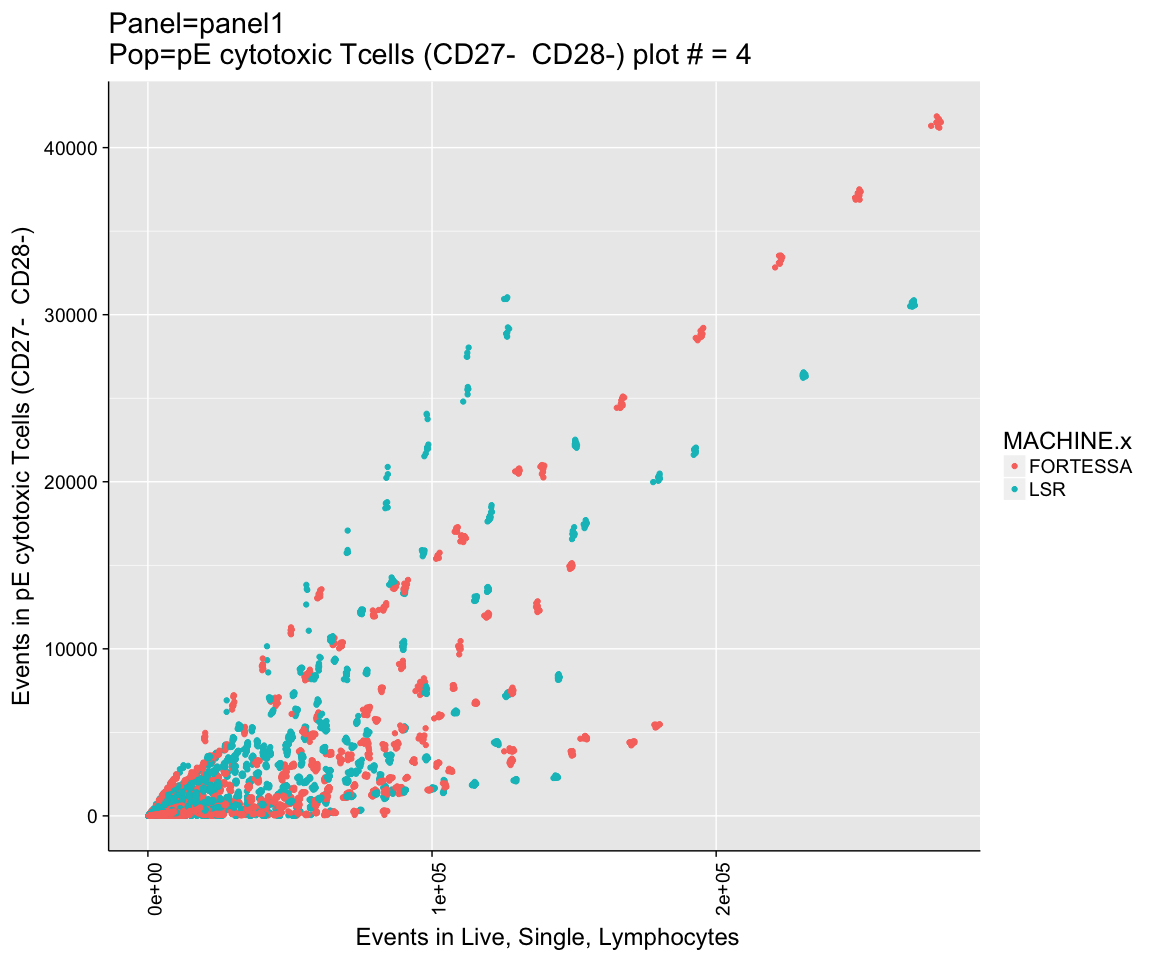 Panel=panel1
Pop=pE cytotoxic Tcells (CD27-  CD28-) plot # = 4
Events in pE cytotoxic Tcells (CD27-  CD28-)
40000
30000
20000
10000
0
0e+00
1e+05
2e+05
Events in Live, Single, Lymphocytes
MACHINE.x
FORTESSA
LSR